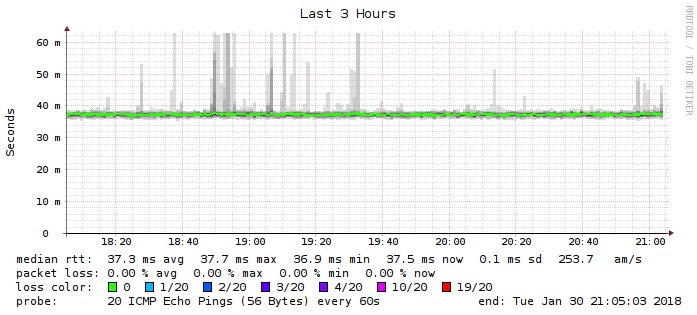 Last 3 Hours
RRDTOOL / TOBI OETIKER
Seconds
60 m
50 m
40 m
30 m
20 m
10 m
0
18:20 18:40 19:00 19:20 19:40 20:00 20:20 20:40 21:00
median rtt: 37.3 ms avg 37.7 ms max 36.9 ms min 37.5 ms now 0.1 ms sd 253.7 am/s
packet loss: 0.00 % avg 0.00 % max 0.00 % min 0.00 % now
loss color: 0 1/20 2/20 3/20 4/20 10/20 19/20
probe: 20 ICMP Echo Pings (56 Bytes) every 60s end: Tue Jan 30 21:05:03 2018